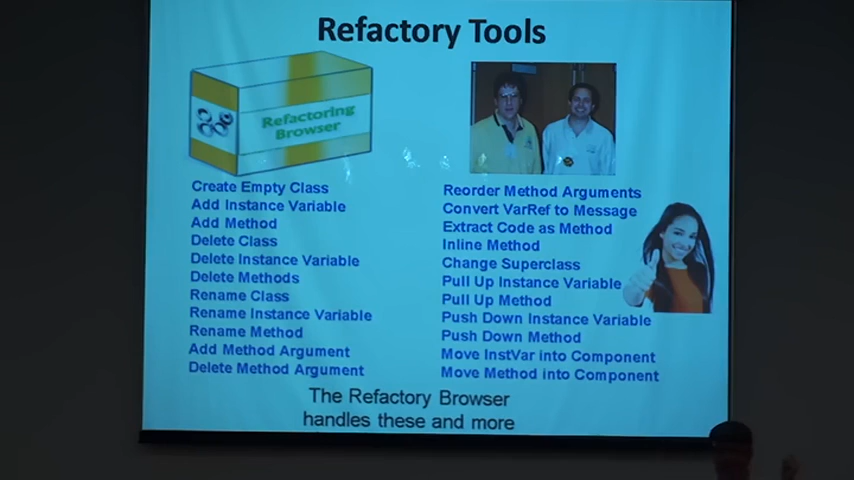 Refactory Tools
Refactoring
Browser
Create Empty Class
Add Instance Variable
Add Method
Delete Class
Delete Instance Variable
Delete Methods
Rename Class
Rename Instance Variable
Rename Method
Add Method Argument
Delete Method Argument
Reorder Method Arguments
Convert VarRef to Message
Extract Code as Method
Inline Method
Change Superclass
Pull Up Instance Variable
Pull Up Method
Push Down Instance Variable
Push Down Method
Move InstVar into Component
Move Method into Component
The Refactory Browser
handles these and more